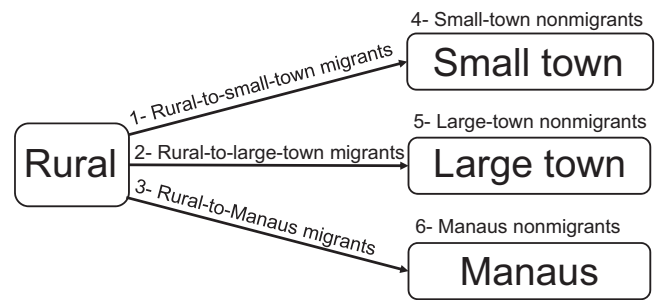 4- Small-town nonmigrants
Small town
1- Rural-to-small-town migrants
5- Large-town nonmigrants
Rural
2- Rural-to-large-town migrants
Large town
3- Rural-to-Manaus migrants
6- Manaus nonmigrants
Manaus